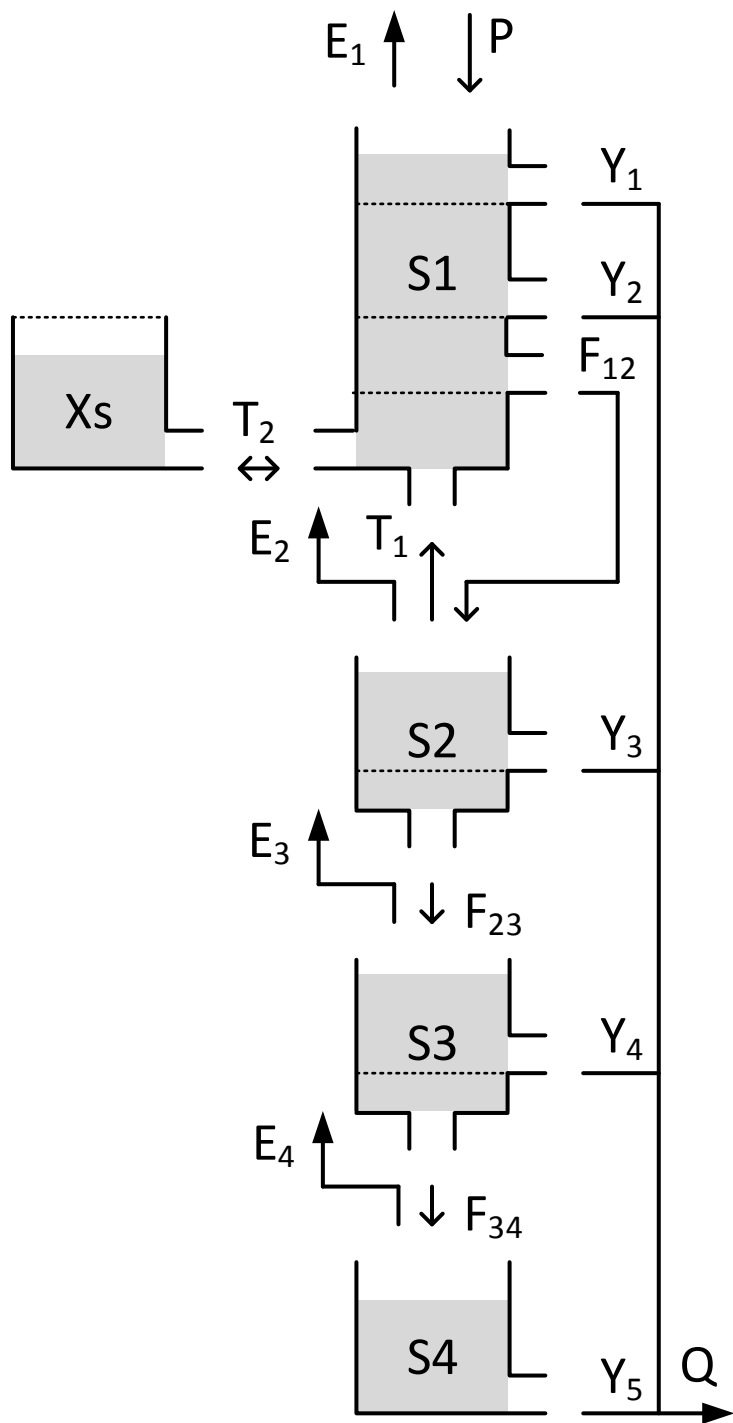 E₁ P
Y₁
S1
Y₂
F₁₂
Xs
T₂
E₂ T₁
S2
Y₃
E₃
F₂₃
S3
Y₄
E₄
F₃₄
S4
Y₅ Q